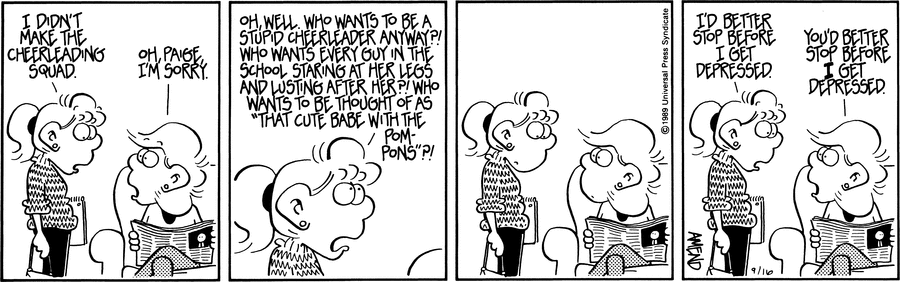 I DIDN'T
MAKE THE
CHEERLEADING
SQUAD.
OH, PAIGE,
I'M SORRY.
OH, WELL. WHO WANTS TO BE A
STUPID CHEERLEADER ANYWAY?!
WHO WANTS EVERY GUY IN THE
SCHOOL STARING AT HER LEGS
AND LUSTING AFTER HER?! WHO
WANTS TO BE THOUGHT OF AS
"THAT CUTE BABE WITH THE
POM-
PONS"?!
©1989 Universal Press Syndicate
I'D BETTER
STOP BEFORE
I GET
DEPRESSED.
YOU'D BETTER
STOP BEFORE
I GET
DEPRESSED.
AMEND
9/16